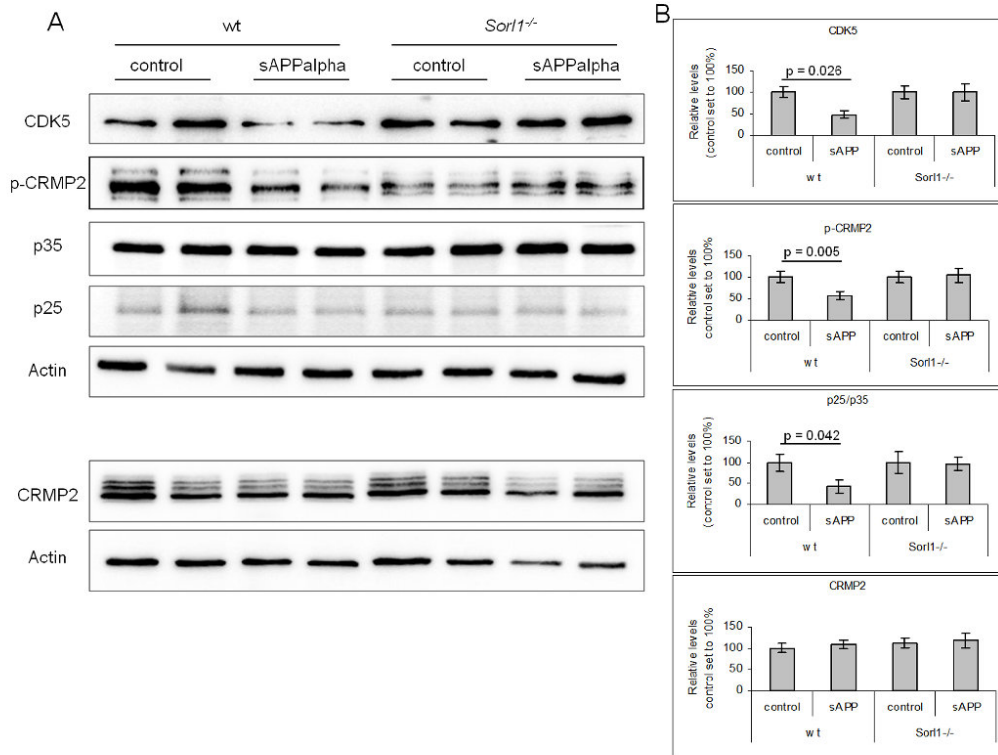 A
wt
Sorl1-/-
control
sAPPalpha
control
sAPPalpha
CDK5
p-CRMP2
p35
p25
Actin
CRMP2
Actin
B
CDK5
Relative levels
(control set to 100%)
150
100
50
0
p = 0.026
control
sAPP
control
sAPP
w t
Sorl1-/-
p-CRMP2
Relative levels
control set to 100%)
150
100
50
0
p = 0.005
control
sAPP
control
sAPP
w t
Sorl1-/-
p25/p35
Relative levels
(control set to 100%)
150
100
50
0
p = 0.042
control
sAPP
control
sAPP
w t
Sorl1-/-
CRMP2
Relative levels
control set to 100%)
150
100
50
0
control
sAPP
control
sAPP
w t
Sorl1-/-